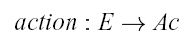 action : E → Ac